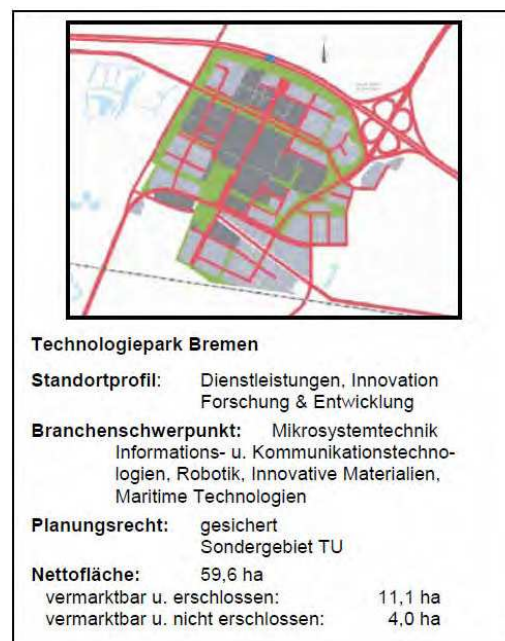 Technologiepark Bremen
Standortprofil: Dienstleistungen, Innovation
Forschung & Entwicklung
Branchenschwerpunkt: Mikrosystemtechnik
Informations- u. Kommunikationstechno-
logien, Robotik, Innovative Materialien,
Maritime Technologien
Planungsrecht: gesichert
Sondergebiet TU
Nettofläche: 59,6 ha
vermarktbar u. erschlossen: 11,1 ha
vermarktbar u. nicht erschlossen: 4,0 ha